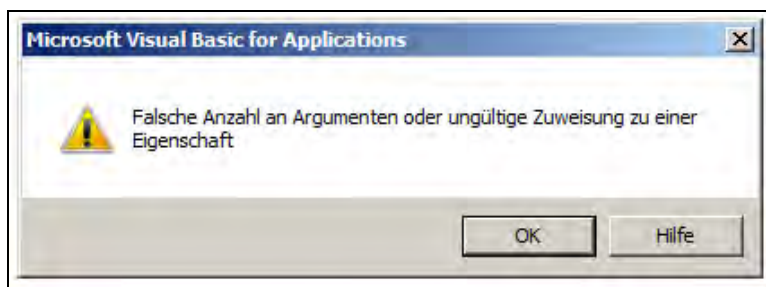 Microsoft Visual Basic for Applications
Falsche Anzahl an Argumenten oder ungültige Zuweisung zu einer
Eigenschaft
OK
Hilfe